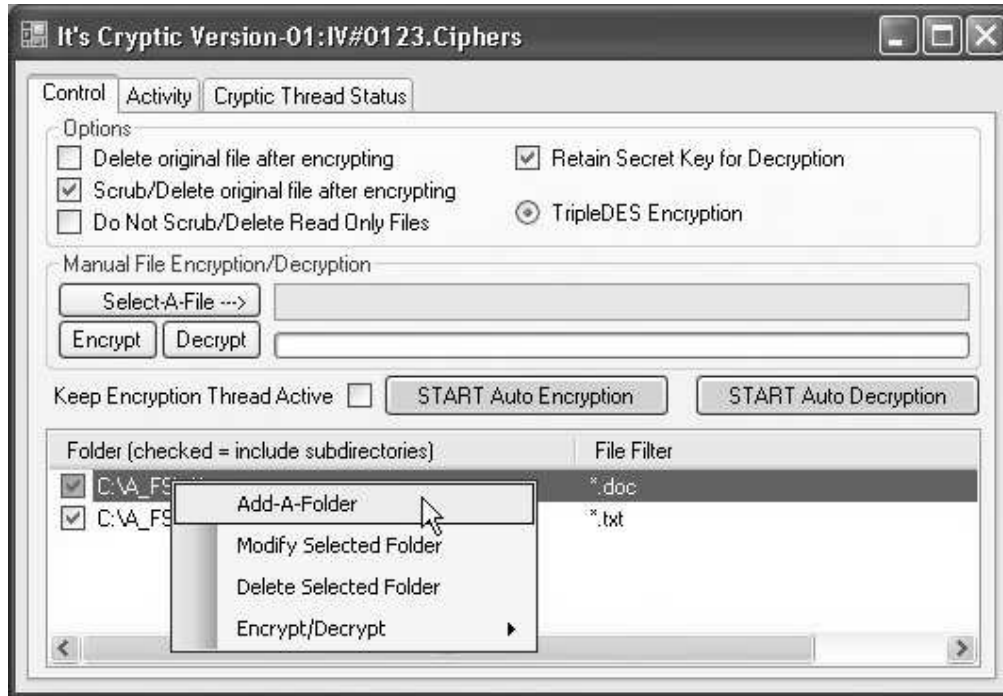 It's Cryptic Version-01:IV#0123.Ciphers
Control Activity Cryptic Thread Status
Options
Delete original file after encrypting Retain Secret Key for Decryption
Scrub/Delete original file after encrypting
Do Not Scrub/Delete Read Only Files TripleDES Encryption
Manual File Encryption/Decryption
Select-A-File --->
Encrypt Decrypt
Keep Encryption Thread Active START Auto Encryption START Auto Decryption
Folder (checked = include subdirectories) File Filter
*.doc
Add-A-Folder
*.txt
Modify Selected Folder
Delete Selected Folder
Encrypt/Decrypt